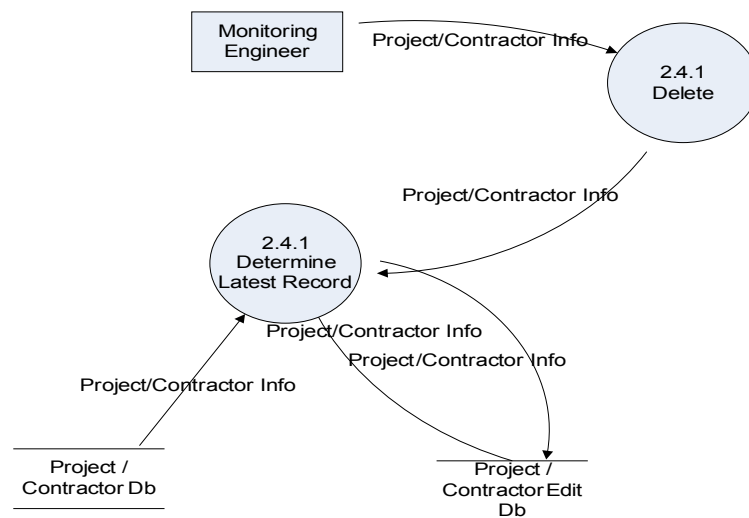 Monitoring
Engineer
Project/Contractor Info
2.4.1
Delete
Project/Contractor Info
2.4.1
Determine
Latest Record
Project/Contractor Info
Project/Contractor Info
Project/Contractor Info
Project /
Contractor Db
Project /
Contractor Edit
Db